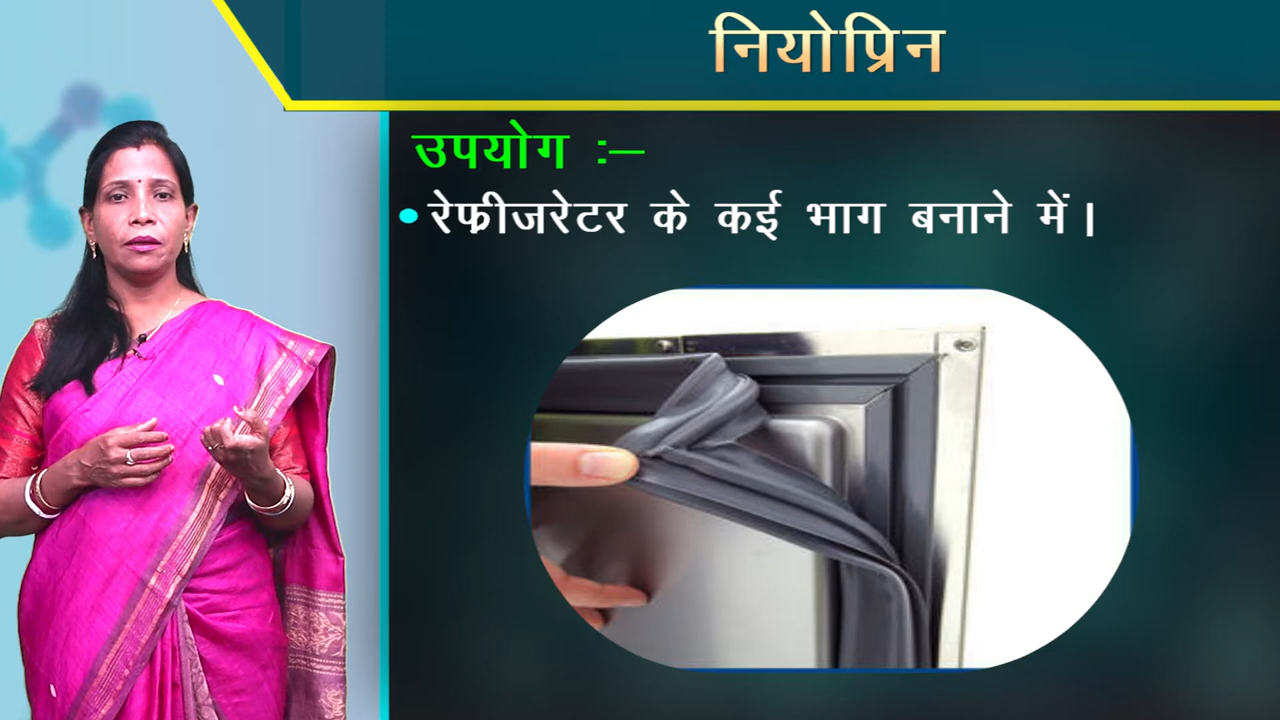 नियोप्रिन
उपयोग :–
• रेफ्रीजरेटर के कई भाग बनाने में।